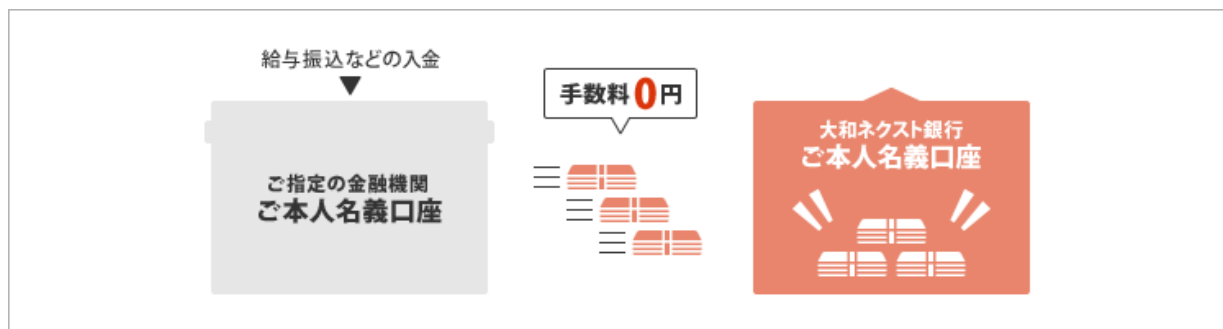 給与振込などの入金
ご指定の金融機関
ご本人名義口座
手数料0円
大和ネクスト銀行
ご本人名義口座